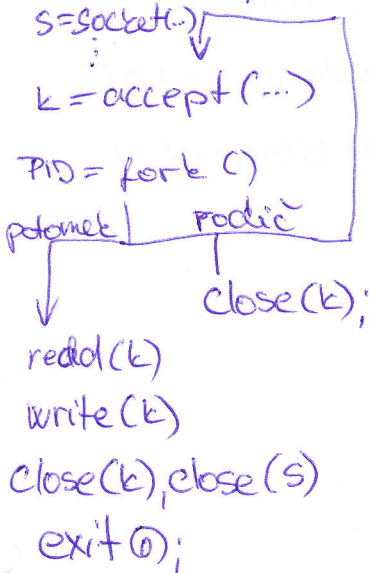 s=socket(...)
:
k = accept (...)
PID = fork ()
potomek rodič
close(k);
read(k)
write(k)
close(k), close(s)
exit(0);